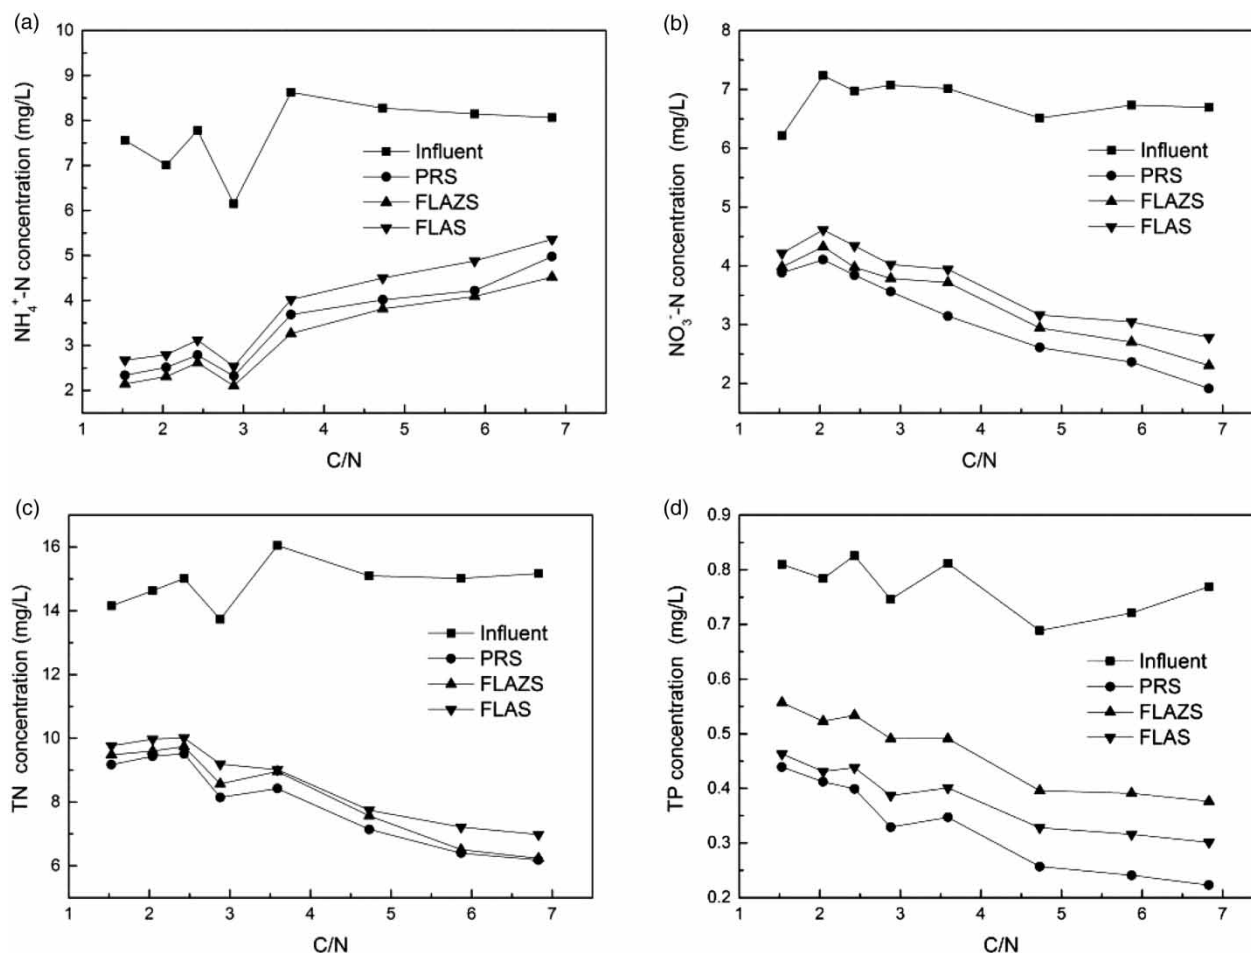 (a)
10
9
8
7
6
5
4
3
2
NH4+-N concentration (mg/L)
Influent
PRS
FLAZS
FLAS
1 2 3 4 5 6 7
C/N
(b)
8
7
6
5
4
3
2
NO3--N concentration (mg/L)
Influent
PRS
FLAZS
FLAS
1 2 3 4 5 6 7
C/N
(c)
16
14
12
10
8
6
TN concentration (mg/L)
Influent
PRS
FLAZS
FLAS
1 2 3 4 5 6 7
C/N
(d)
0.9
0.8
0.7
0.6
0.5
0.4
0.3
0.2
TP concentration (mg/L)
Influent
PRS
FLAZS
FLAS
1 2 3 4 5 6 7
C/N